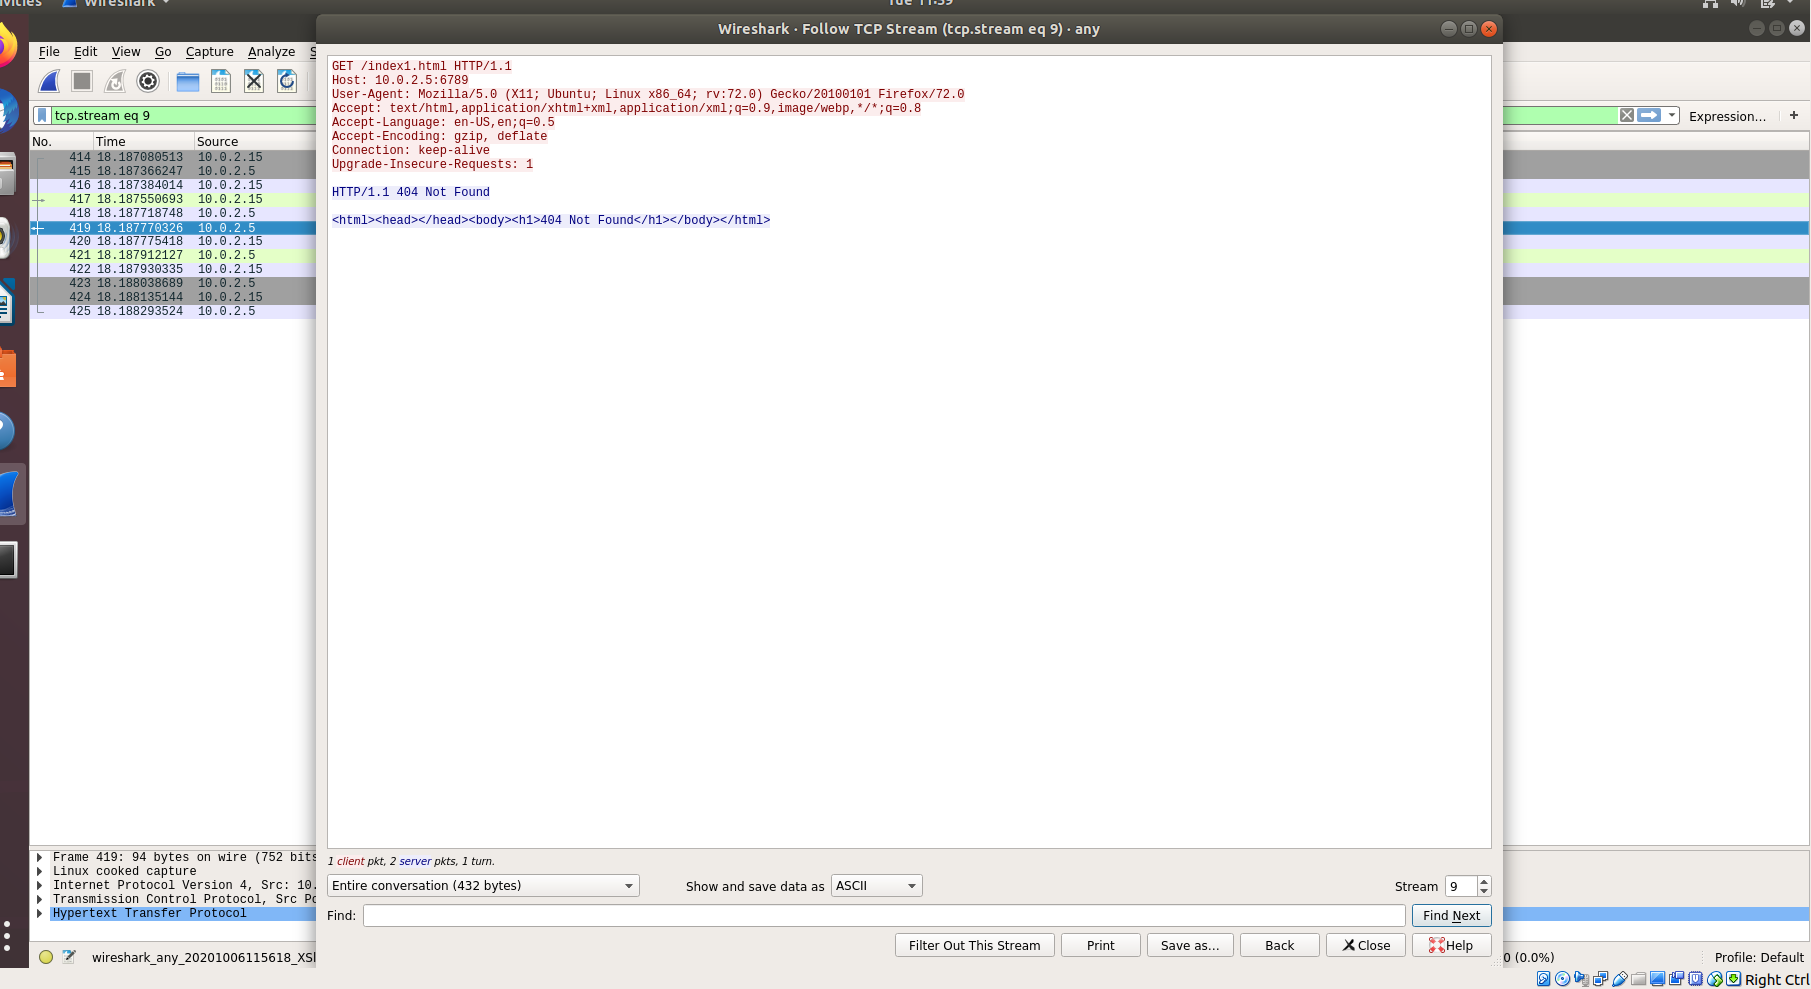 Wireshark
Tue 11:59
Wireshark · Follow TCP Stream (tcp.stream eq 9) · any
File Edit View Go Capture Analyze S
tcp.stream eq 9
Expression... +
No. Time Source
414 18.187080513 10.0.2.15
415 18.187366247 10.0.2.5
416 18.187384014 10.0.2.15
417 18.187550693 10.0.2.15
418 18.187718748 10.0.2.5
419 18.187770326 10.0.2.5
420 18.187775418 10.0.2.15
421 18.187912127 10.0.2.5
422 18.187930335 10.0.2.15
423 18.188038689 10.0.2.5
424 18.188135144 10.0.2.15
425 18.188293524 10.0.2.5
GET /index1.html HTTP/1.1
Host: 10.0.2.5:6789
User-Agent: Mozilla/5.0 (X11; Ubuntu; Linux x86_64; rv:72.0) Gecko/20100101 Firefox/72.0
Accept: text/html,application/xhtml+xml,application/xml;q=0.9,image/webp,*/*;q=0.8
Accept-Language: en-US,en;q=0.5
Accept-Encoding: gzip, deflate
Connection: keep-alive
Upgrade-Insecure-Requests: 1
HTTP/1.1 404 Not Found
<html><head></head><body><h1>404 Not Found</h1></body></html>
Frame 419: 94 bytes on wire (752 bits
Linux cooked capture
Internet Protocol Version 4, Src: 10.
Transmission Control Protocol, Src Po
Hypertext Transfer Protocol
1 client pkt, 2 server pkts, 1 turn.
Entire conversation (432 bytes) Show and save data as ASCII Stream 9
Find: Find Next
Filter Out This Stream Print Save as... Back Close Help
wireshark_any_20201006115618_XSl
0 (0.0%) Profile: Default
Right Ctrl